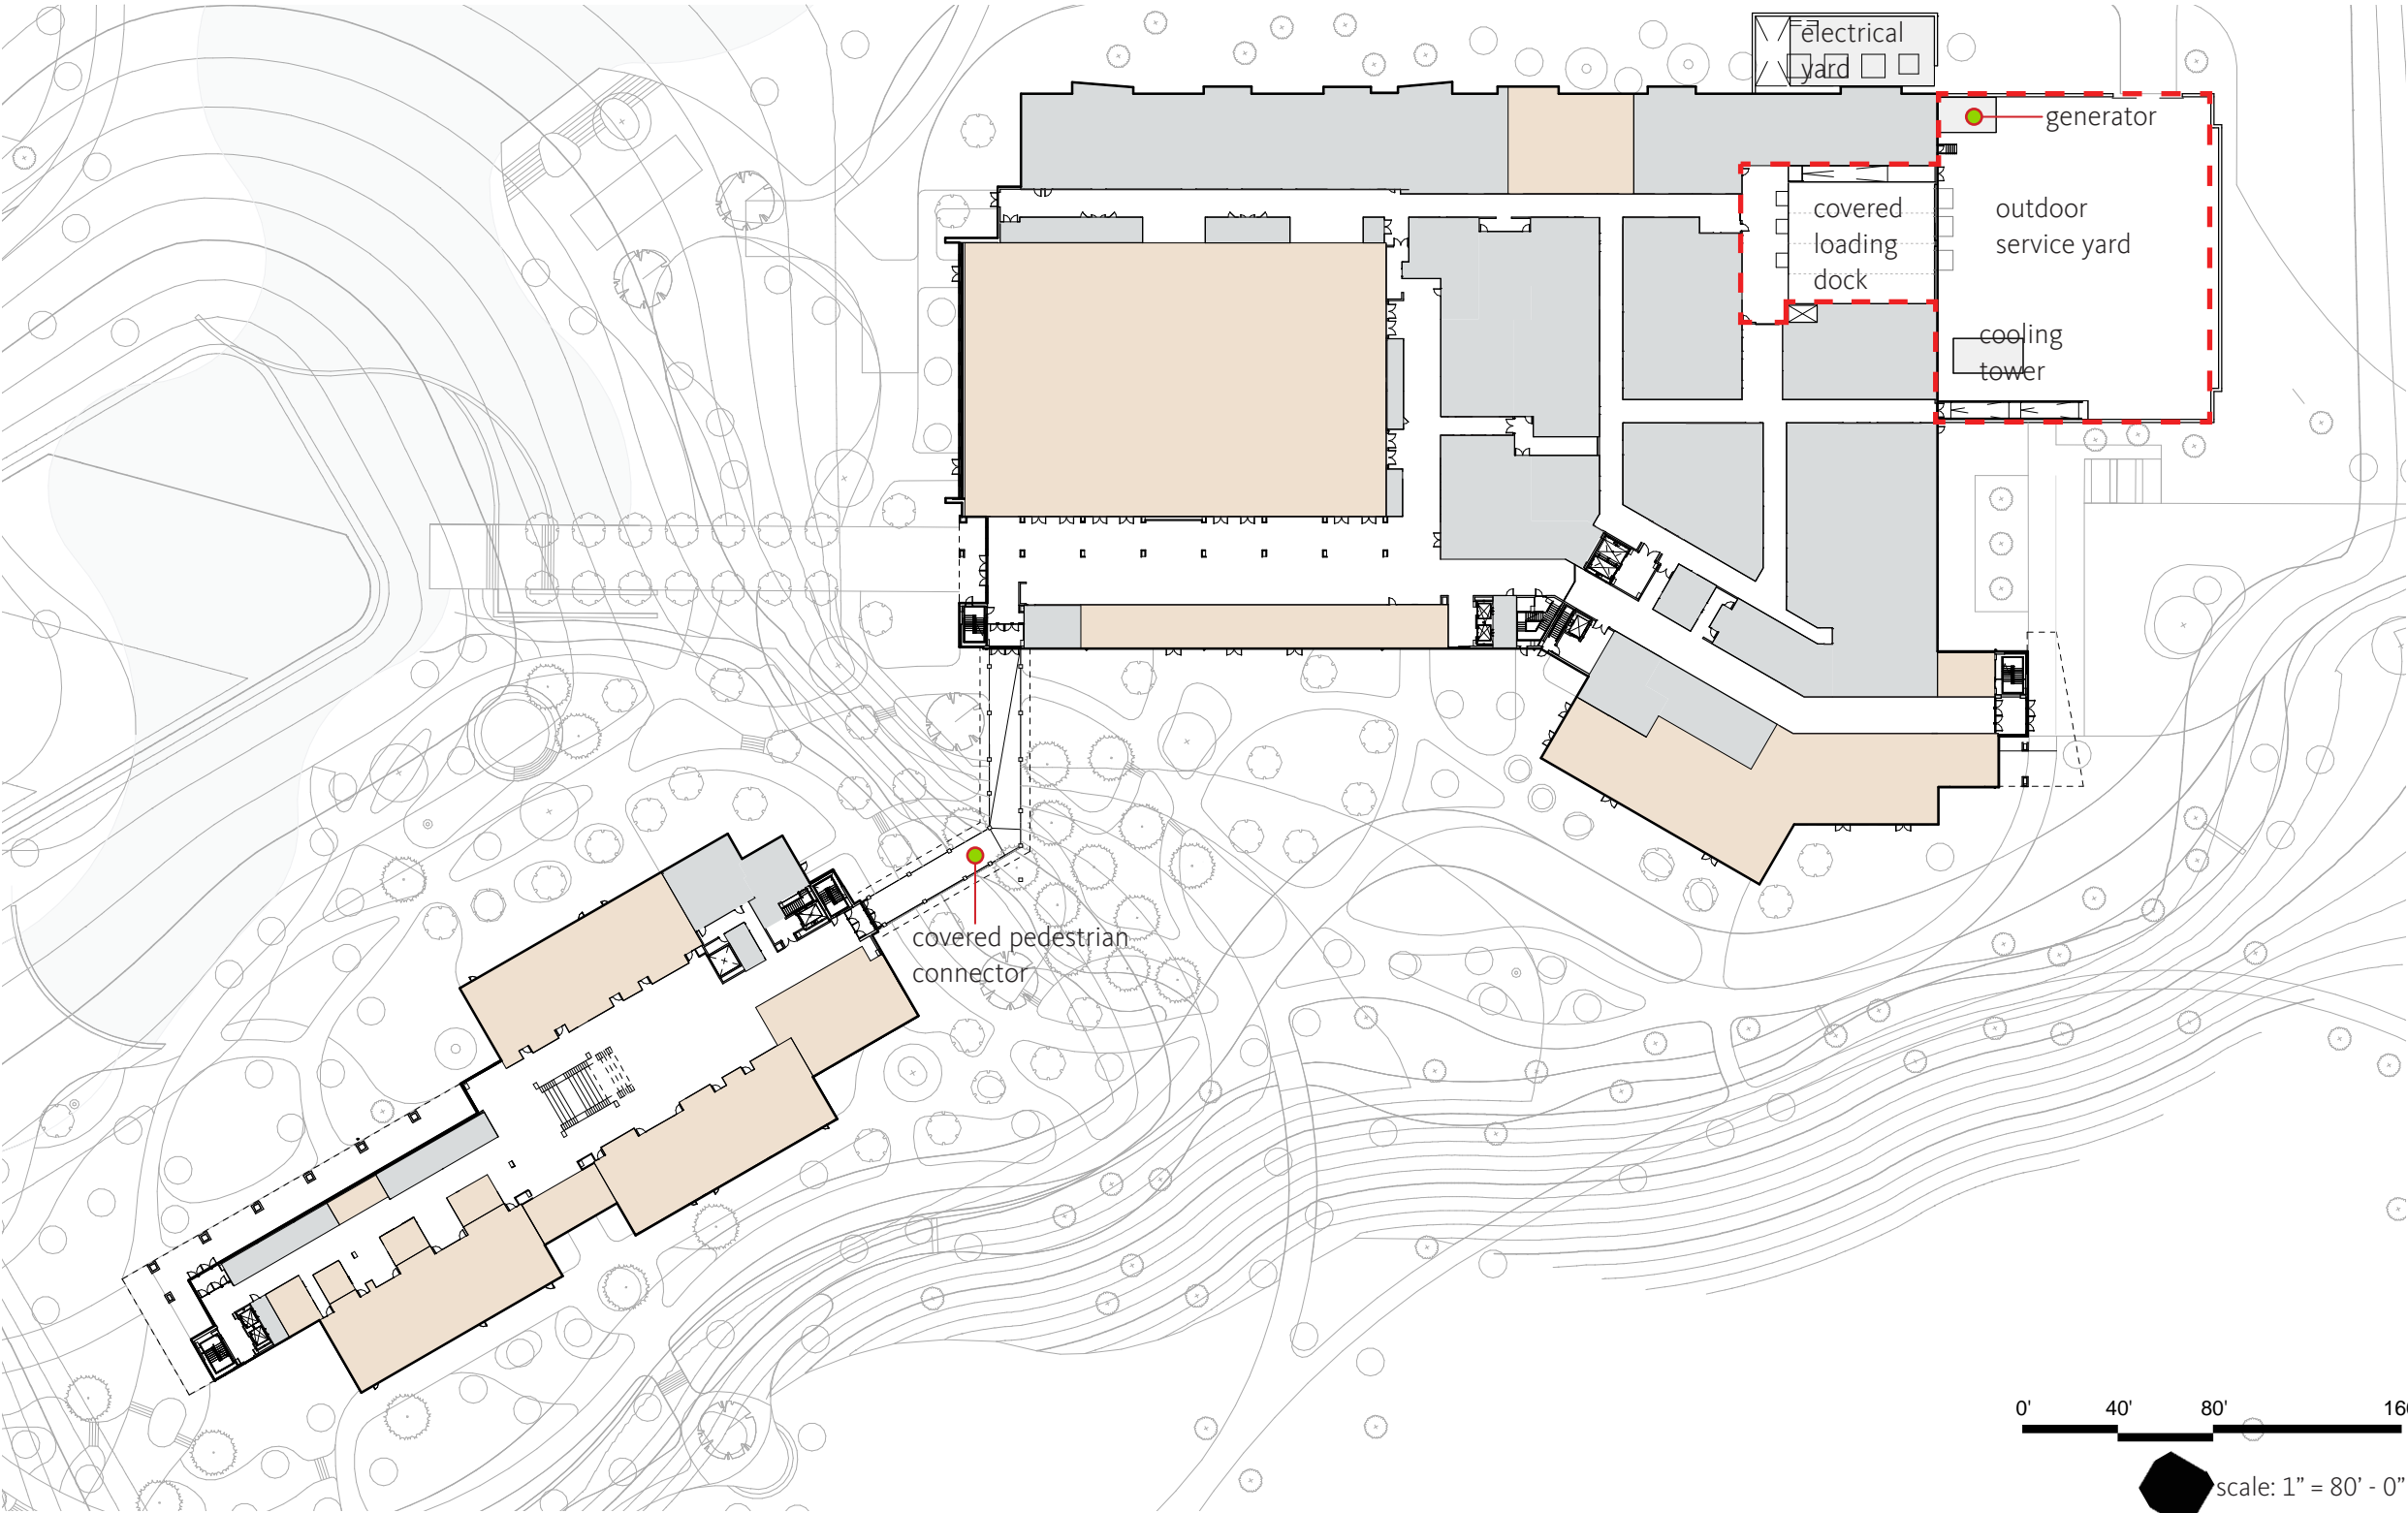 electrical
yard
generator
covered
loading
dock
outdoor
service yard
cooling
tower
covered pedestrian
connector
0' 40' 80'
scale: 1” = 80’ - 0”